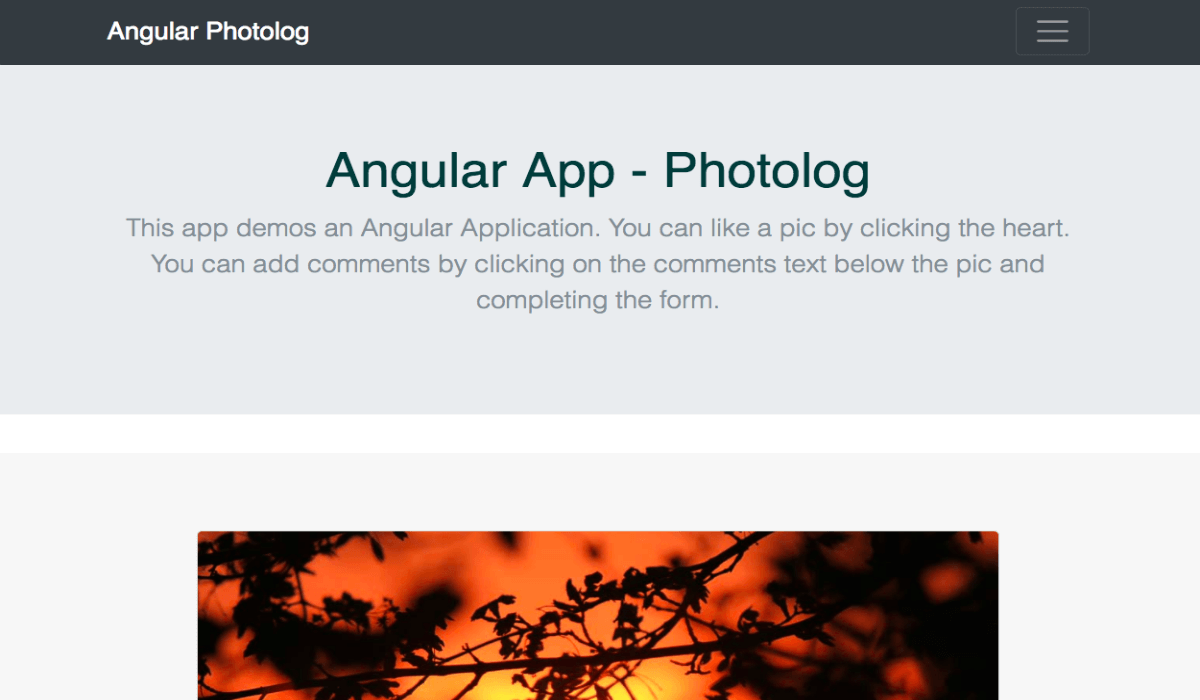 Angular Photolog
Angular App - Photolog
This app demos an Angular Application. You can like a pic by clicking the heart.
You can add comments by clicking on the comments text below the pic and
completing the form.